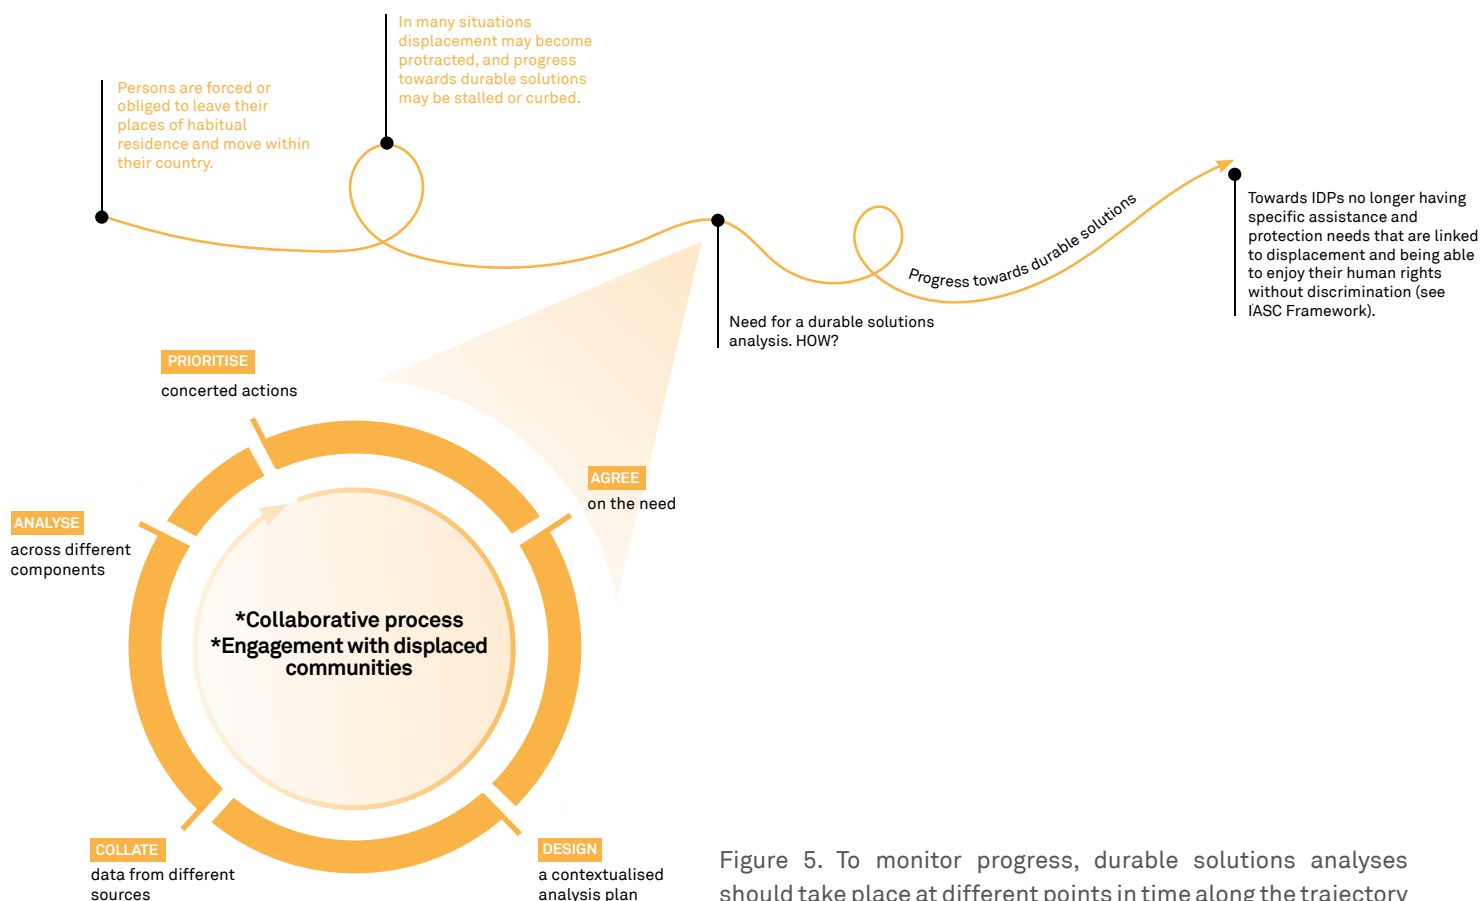 In many situations
displacement may become
protracted, and progress
towards durable solutions
may be stalled or curbed.
Persons are forced or
obliged to leave their
places of habitual
residence and move within
their country.
Progress towards durable solutions
Towards IDPs no longer having
specific assistance and
protection needs that are linked
to displacement and being able
to enjoy their human rights
without discrimination (see
IASC Framework).
Need for a durable solutions
analysis. HOW?
PRIORITISE
concerted actions
AGREE
on the need
ANALYSE
across different
components
*Collaborative process
*Engagement with displaced
communities
COLLATE
data from different
sources
DESIGN
a contextualised
analysis plan
Figure 5. To monitor progress, durable solutions analyses
should take place at different points in time along the trajectory